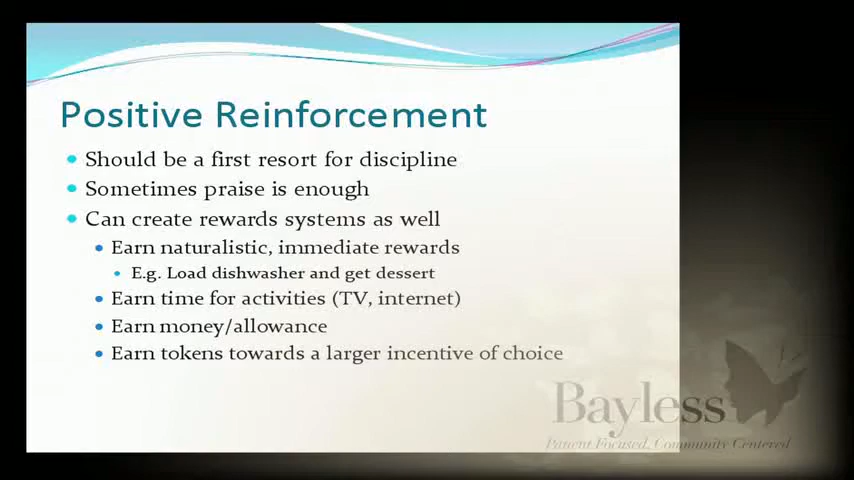 Positive Reinforcement
Should be a first resort for discipline
Sometimes praise is enough
Can create rewards systems as well
Earn naturalistic, immediate rewards
E.g. Load dishwasher and get dessert
Earn time for activities (TV, internet)
Earn money/allowance
Earn tokens towards a larger incentive of choice
Bayless
Patient Focused, Community Centered